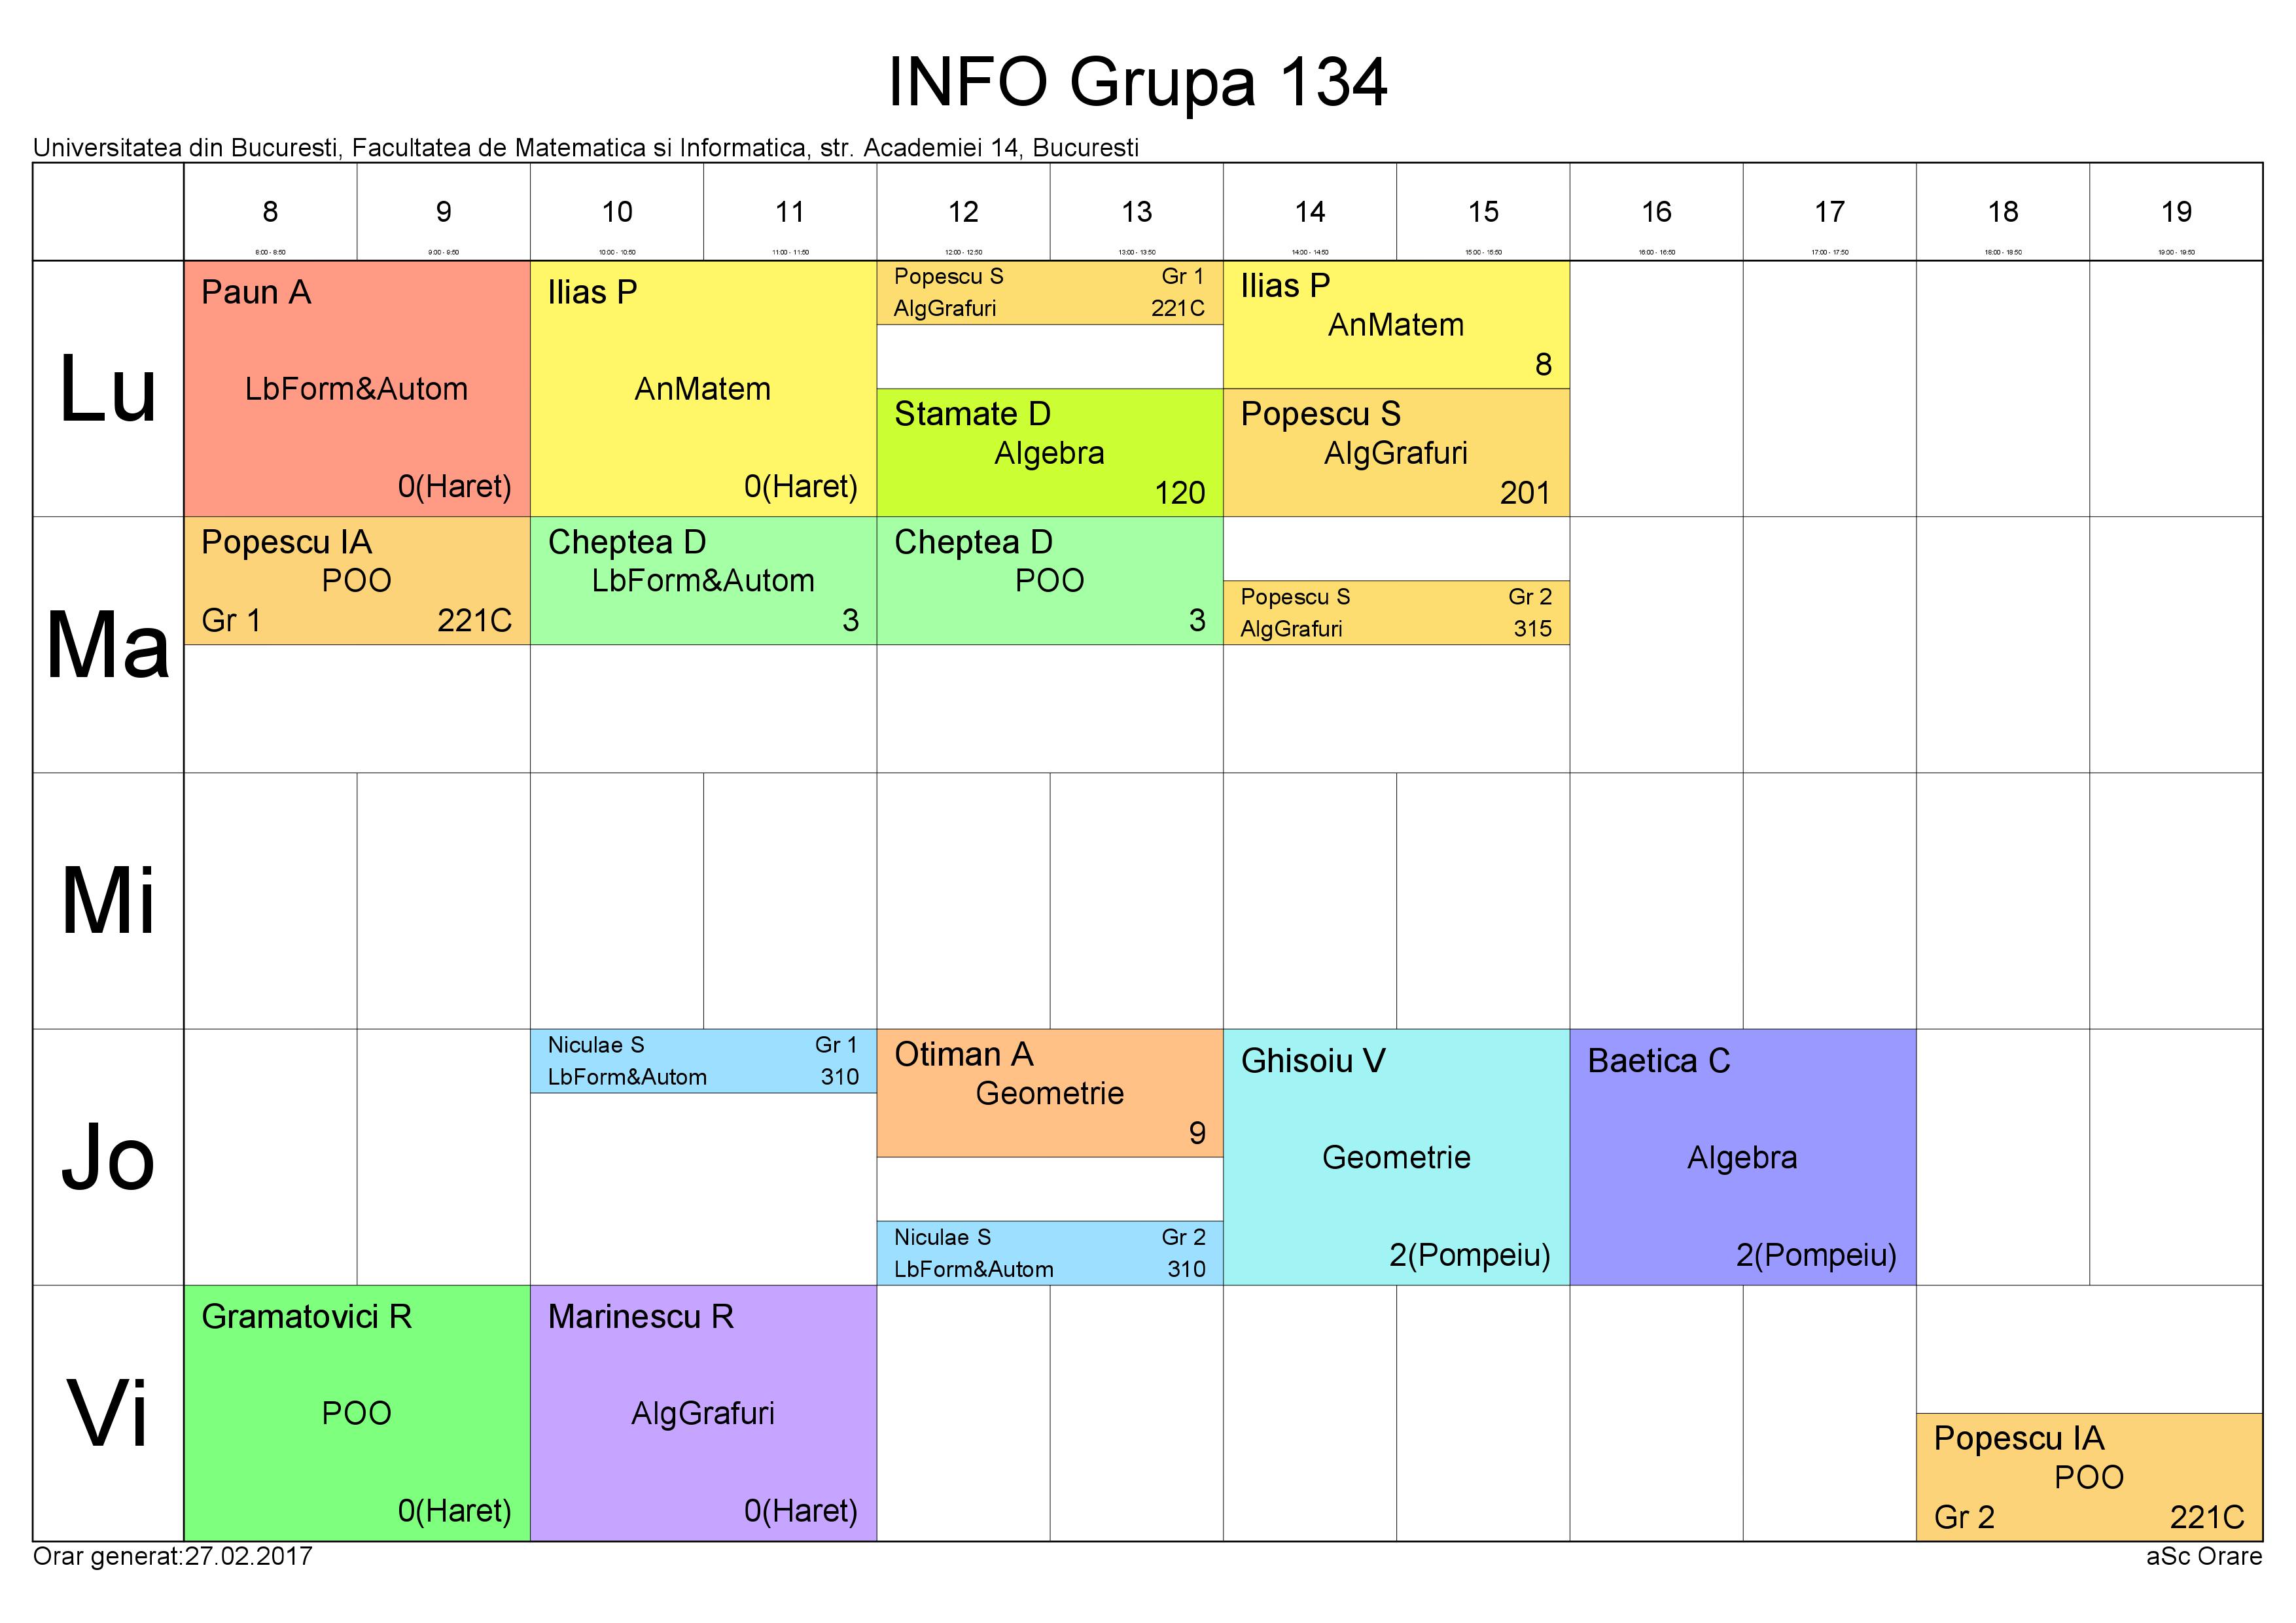 INFO Grupa 134
Universitatea din Bucuresti, Facultatea de Matematica si Informatica, str. Academiei 14, Bucuresti
8 9 10 11 12 13 14 15 16 17 18 19
8:00 - 8:50 9:00 - 9:50 10:00 - 10:50 11:00 - 11:50 12:00 - 12:50 13:00 - 13:50 14:00 - 14:50 15:00 - 15:50 16:00 - 16:50 17:00 - 17:50 18:00 - 18:50 19:00 - 19:50
Lu
Paun A
LbForm&Autom
0(Haret)
Ilias P
AnMatem
0(Haret)
Popescu S Gr 1
AlgGrafuri 221C
Stamate D
Algebra
120
Ilias P
AnMatem
8
Popescu S
AlgGrafuri
201
Ma
Popescu IA
POO
Gr 1 221C
Cheptea D
LbForm&Autom
3
Cheptea D
POO
3
Popescu S Gr 2
AlgGrafuri 315
Mi
Jo
Niculae S Gr 1
LbForm&Autom 310
Otiman A
Geometrie
9
Niculae S Gr 2
LbForm&Autom 310
Ghisoiu V
Geometrie
2(Pompeiu)
Baetica C
Algebra
2(Pompeiu)
Vi
Gramatovici R
POO
0(Haret)
Marinescu R
AlgGrafuri
0(Haret)
Popescu IA
POO
Gr 2 221C
Orar generat:27.02.2017 aSc Orare